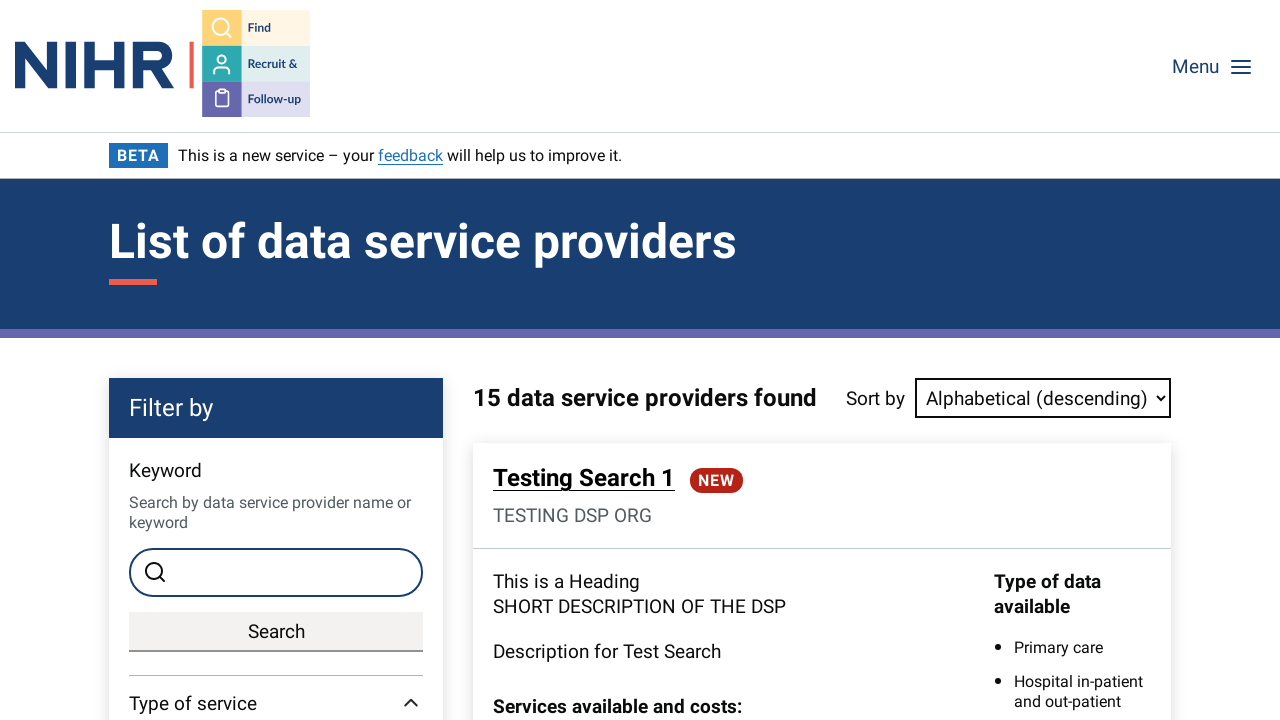 NIHR
Find
Recruit &
Follow-up
Menu
BETA This is a new service – your feedback will help us to improve it.
List of data service providers
Filter by
Keyword
Search by data service provider name or
keyword
Search
Type of service
15 data service providers found
Sort by Alphabetical (descending)
Testing Search 1 NEW
TESTING DSP ORG
This is a Heading
SHORT DESCRIPTION OF THE DSP
Description for Test Search
Services available and costs:
Type of data
available
Primary care
Hospital in-patient
and out-patient